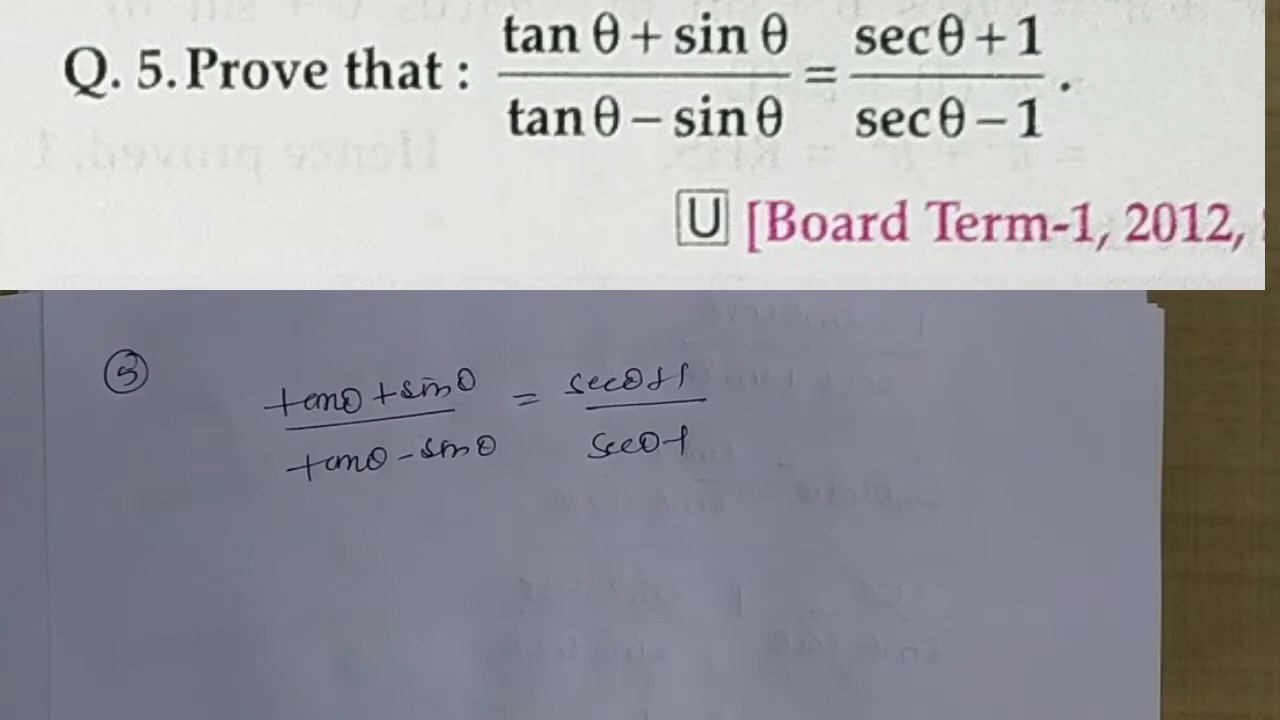 Q. 5. Prove that : (tan θ + sin θ)/(tan θ − sin θ) = (sec θ + 1)/(sec θ − 1) .
U [Board Term-1, 2012,
5
tanθ + sinθ = secθ+1
tanθ - sinθ secθ-1